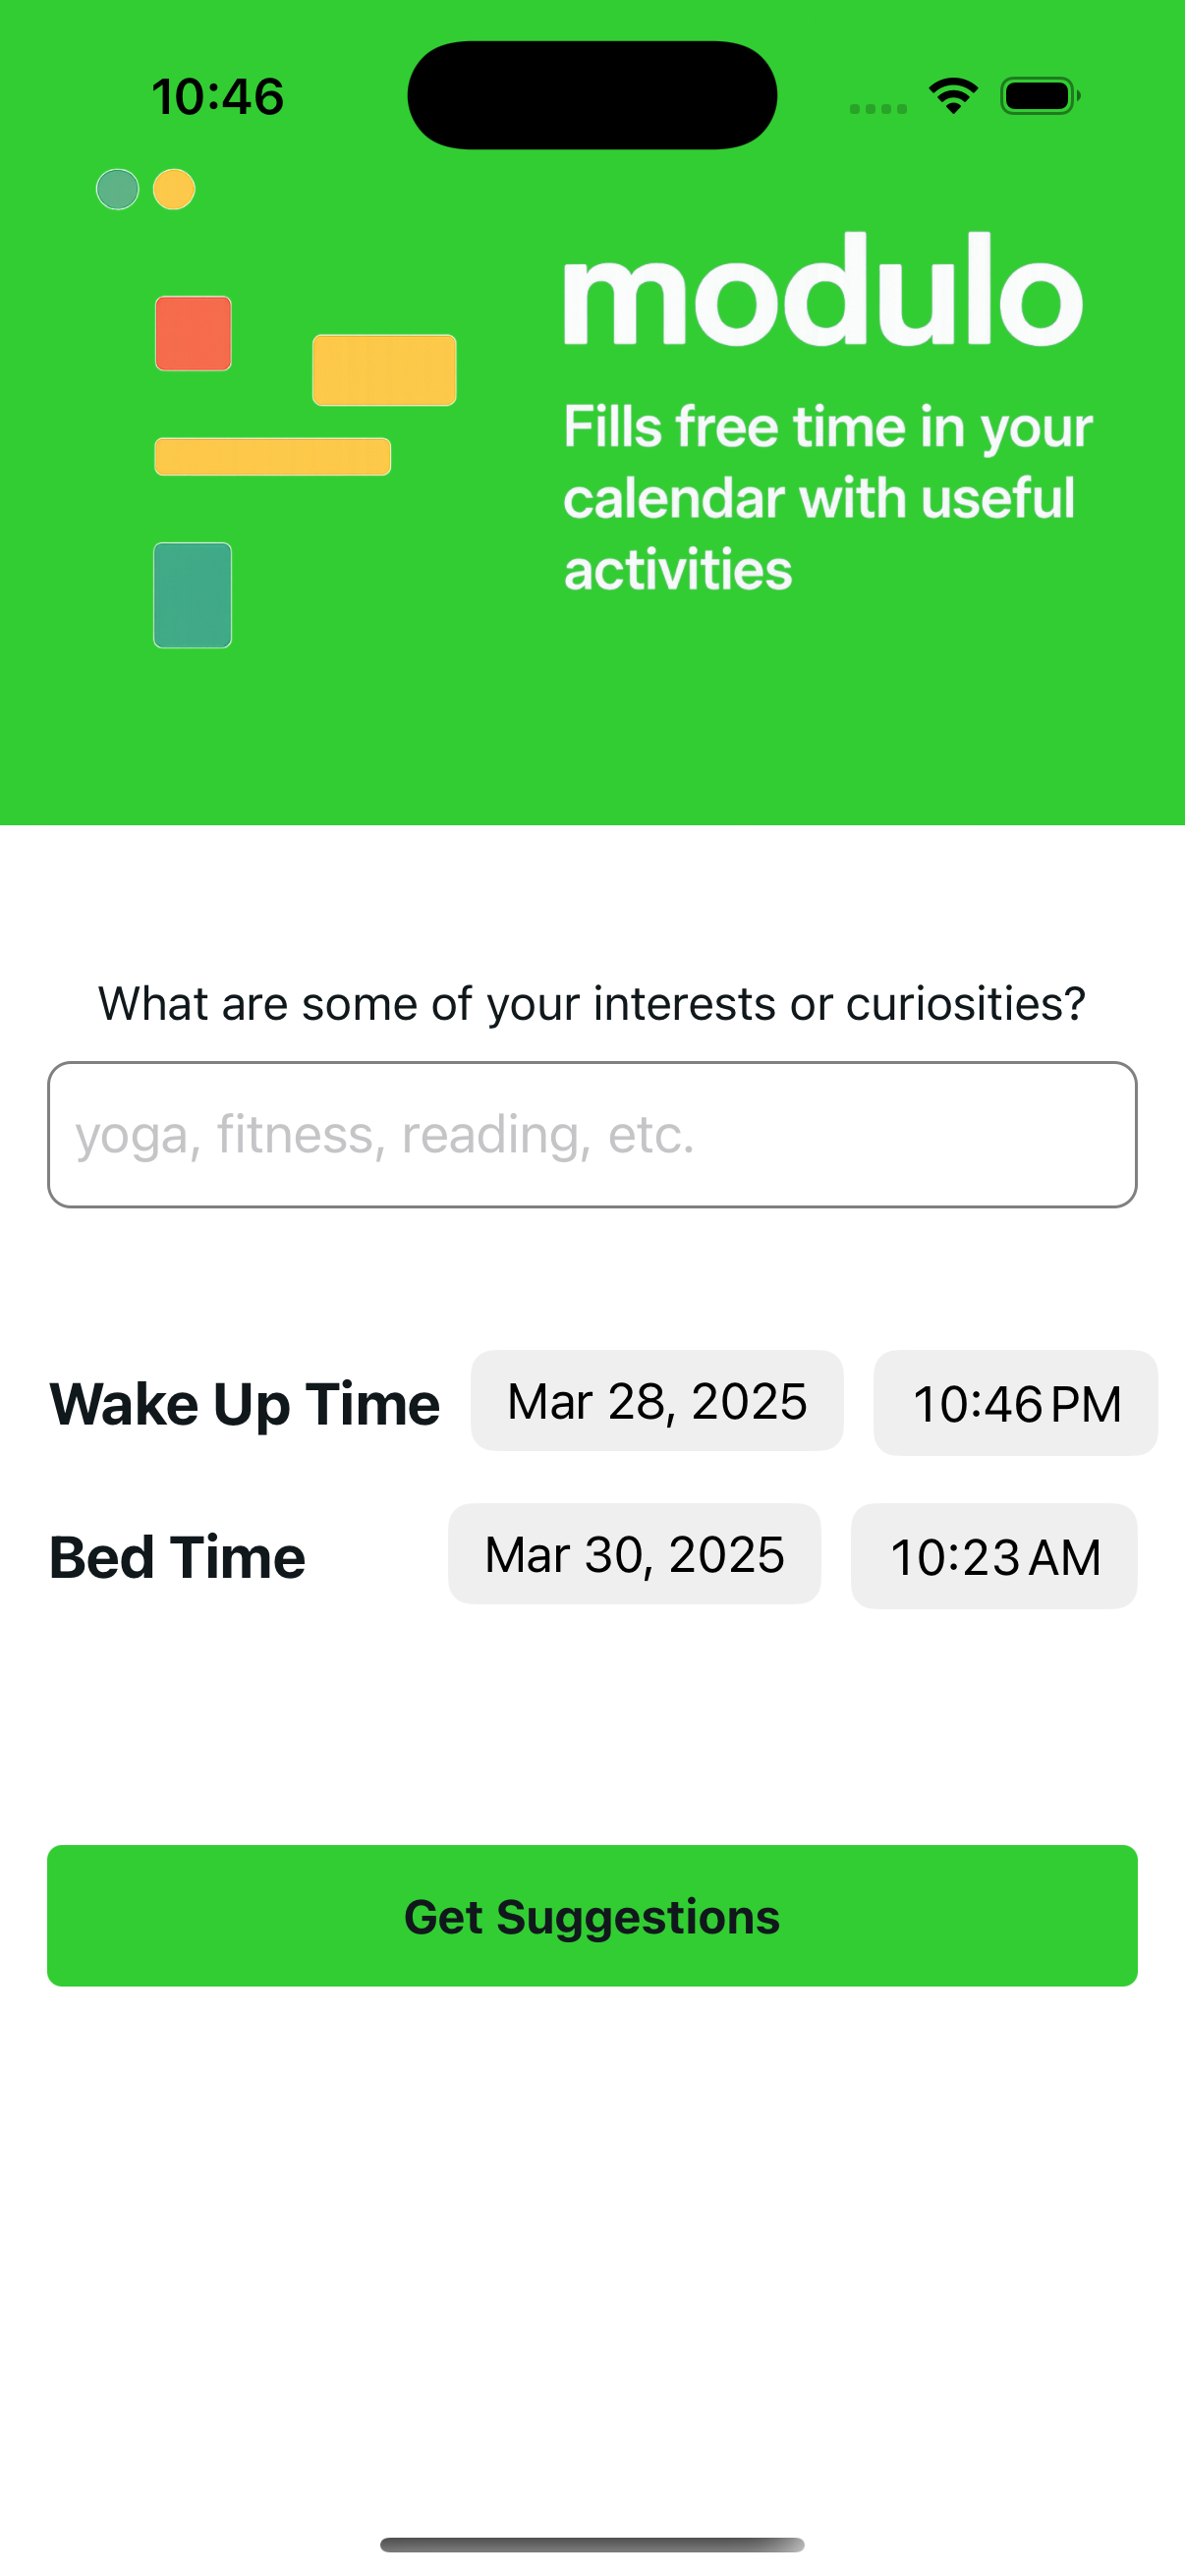 10:46
modulo
Fills free time in your
calendar with useful
activities
What are some of your interests or curiosities?
yoga, fitness, reading, etc.
Wake Up Time Mar 28, 2025 10:46 PM
Bed Time Mar 30, 2025 10:23 AM
Get Suggestions